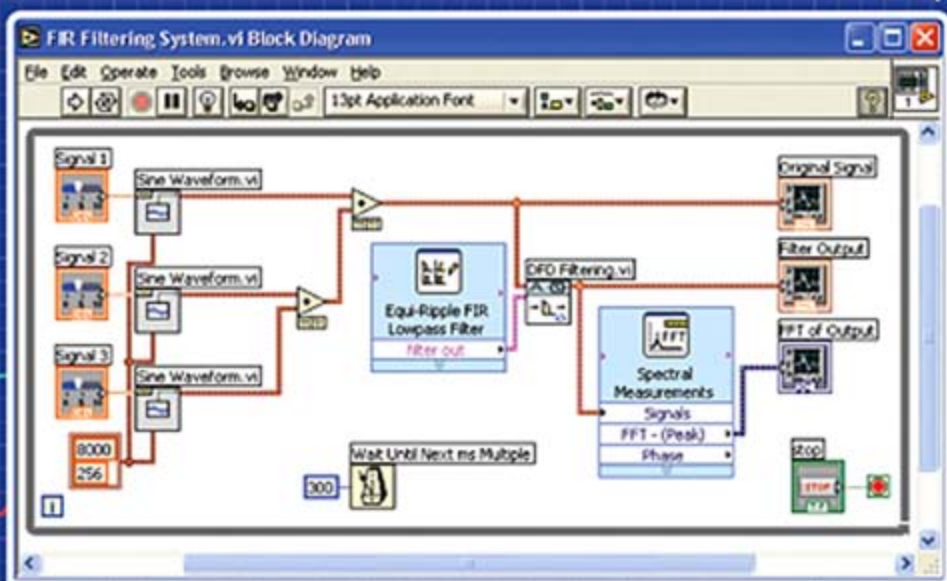 FIR Filtering System.vi Block Diagram
File Edit Operate Tools Browse Window Help
13pt Application Font
1
Signal 1
Sine Waveform.vi
Original Signal
Signal 2
Sine Waveform.vi
Filter Output
DFD Filtering.vi
Equi-Ripple FIR
Lowpass Filter
filter out
FFT of Output
FFT
Signal 3
Sine Waveform.vi
Spectral
Measurements
Signals
FFT - (Peak)
Phase
8000
256
Wait Until Next ms Multiple
300
stop
STOP
TF
i